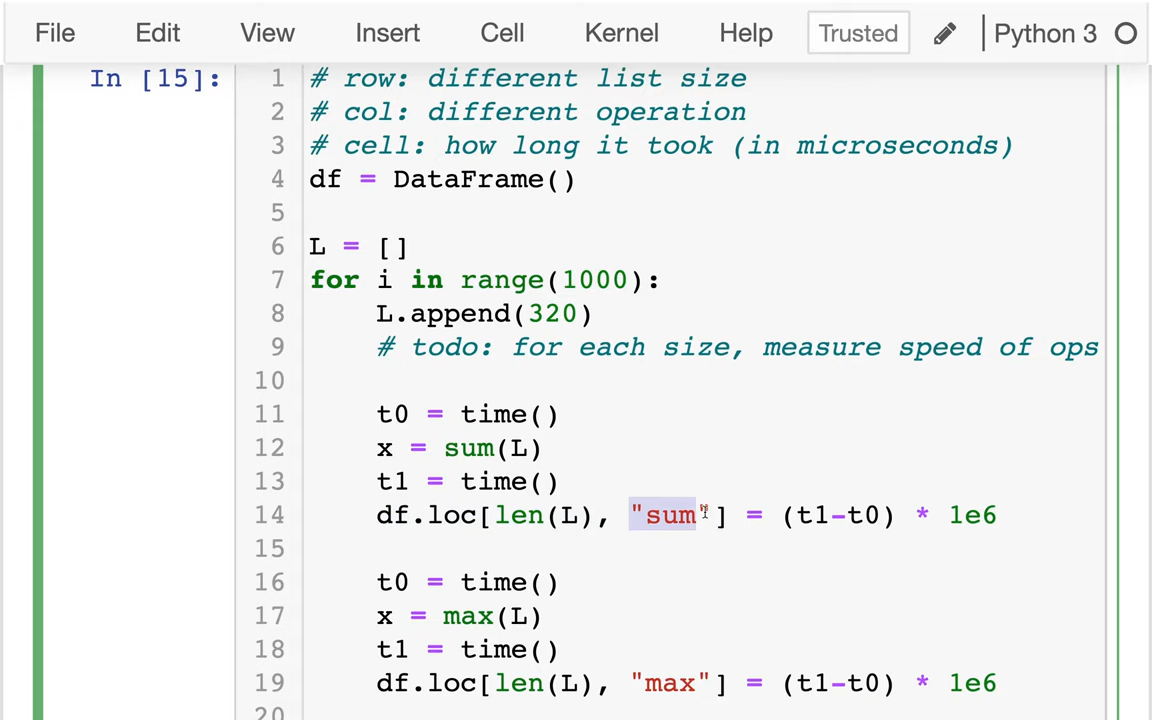 File Edit View Insert Cell Kernel Help Trusted Python 3
In [15]:
1 # row: different list size
2 # col: different operation
3 # cell: how long it took (in microseconds)
4 df = DataFrame()
5
6 L = []
7 for i in range(1000):
8     L.append(320)
9     # todo: for each size, measure speed of ops
10
11     t0 = time()
12     x = sum(L)
13     t1 = time()
14     df.loc[len(L), "sum"] = (t1-t0) * 1e6
15
16     t0 = time()
17     x = max(L)
18     t1 = time()
19     df.loc[len(L), "max"] = (t1-t0) * 1e6
20